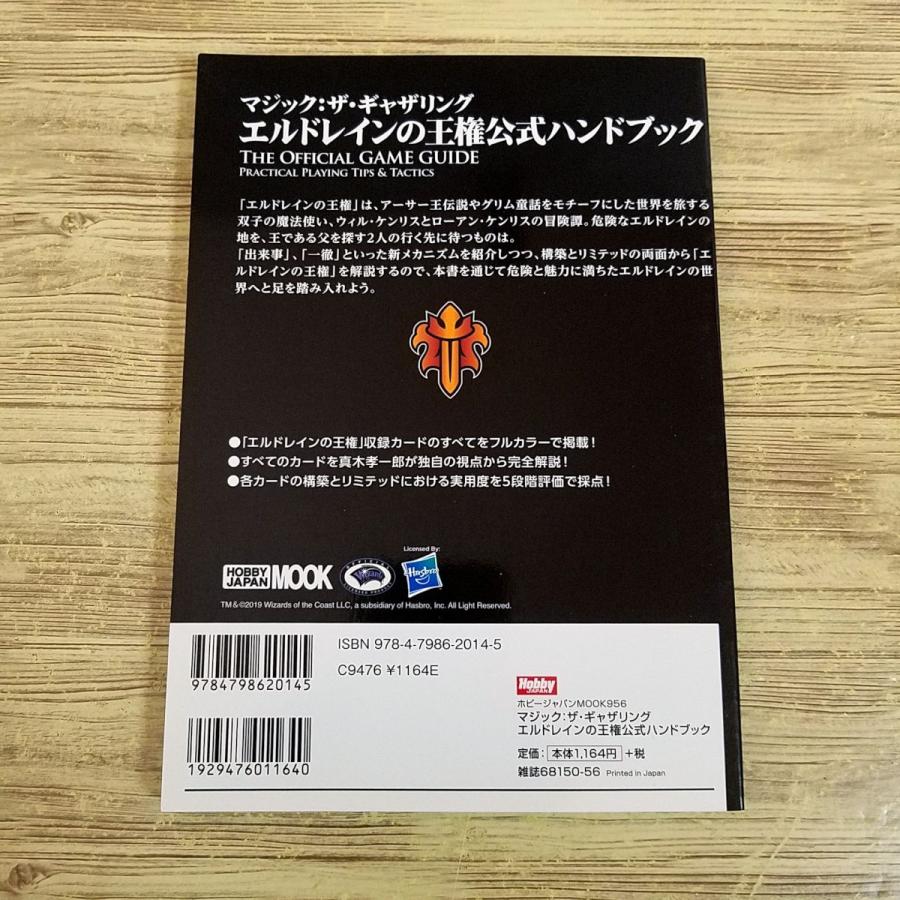 マジック:ザ・ギャザリング
エルドレインの王権公式ハンドブック
THE OFFICIAL GAME GUIDE
PRACTICAL PLAYING TIPS & TACTICS
「エルドレインの王権」は、アーサー王伝説やグリム童話をモチーフにした世界を旅する
双子の魔法使い、ウィル・ケンリスとローアン・ケンリスの冒険譚。危険なエルドレインの
地を、王である父を探す2人の行く先に待つものは。
「出来事」、「一徹」といった新メカニズムを紹介しつつ、構築とリミテッドの両面から「エ
ルドレインの王権」を解説するので、本書を通じて危険と魅力に満ちたエルドレインの世
界へと足を踏み入れよう。
●「エルドレインの王権」収録カードのすべてをフルカラーで掲載!
●すべてのカードを真木孝一郎が独自の視点から完全解説!
●各カードの構築とリミテッドにおける実用度を5段階評価で採点!
Licensed By:
HOBBY JAPAN MOOK
Hasbro
TM & ©2019 Wizards of the Coast LLC, a subsidiary of Hasbro, Inc. All Light Reserved.
ISBN 978-4-7986-2014-5
C9476 ¥1164E
9784798620145
1929476011640
Hobby JAPAN
ホビージャパンMOOK956
マジック:ザ・ギャザリング
エルドレインの王権公式ハンドブック
定価:本体1,164円+税
雑誌68150-56 Printed in Japan